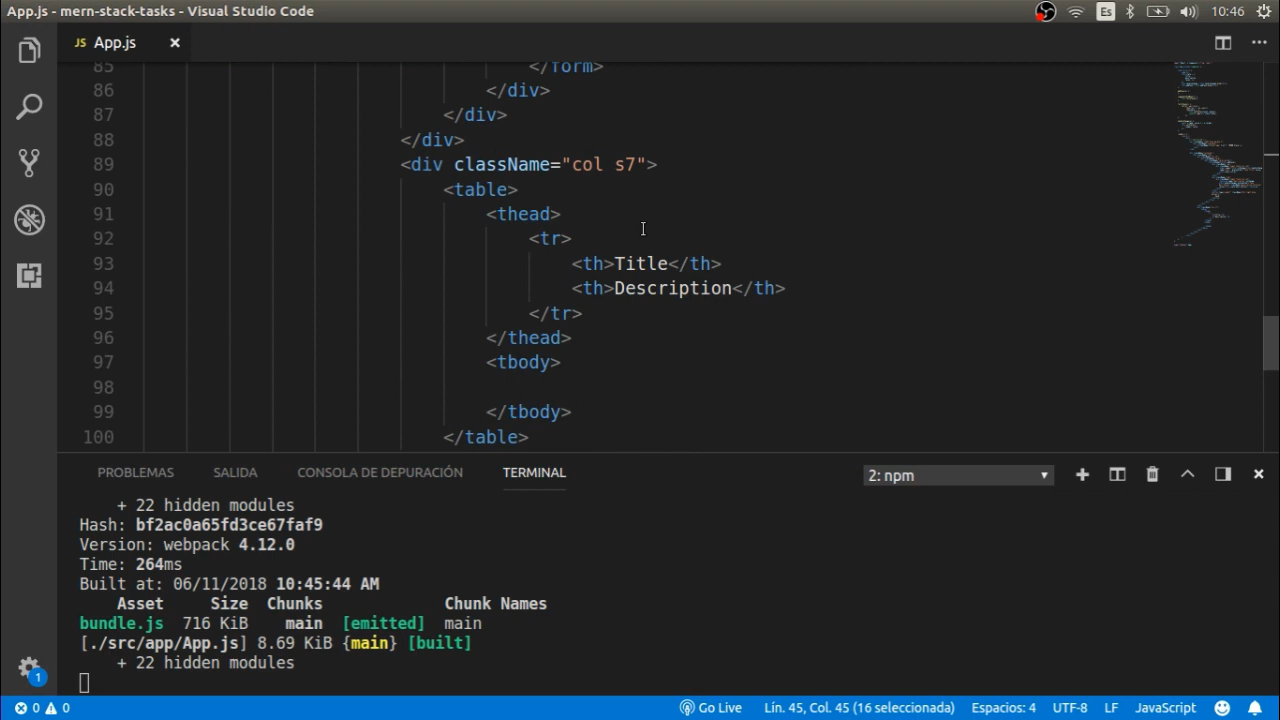 App.js - mern-stack-tasks - Visual Studio Code
Es
10:46
JS App.js
85 </form>
86 </div>
87 </div>
88 </div>
89 <div className="col s7">
90 <table>
91 <thead>
92 <tr>
93 <th>Title</th>
94 <th>Description</th>
95 </tr>
96 </thead>
97 <tbody>
98
99 </tbody>
100 </table>
PROBLEMAS SALIDA CONSOLA DE DEPURACIÓN TERMINAL 2: npm
+ 22 hidden modules
Hash: bf2ac0a65fd3ce67faf9
Version: webpack 4.12.0
Time: 264ms
Built at: 06/11/2018 10:45:44 AM
Asset Size Chunks Chunk Names
bundle.js 716 KiB main [emitted] main
[./src/app/App.js] 8.69 KiB {main} [built]
+ 22 hidden modules
1
0 0 Go Live Lín. 45, Col. 45 (16 seleccionada) Espacios: 4 UTF-8 LF JavaScript